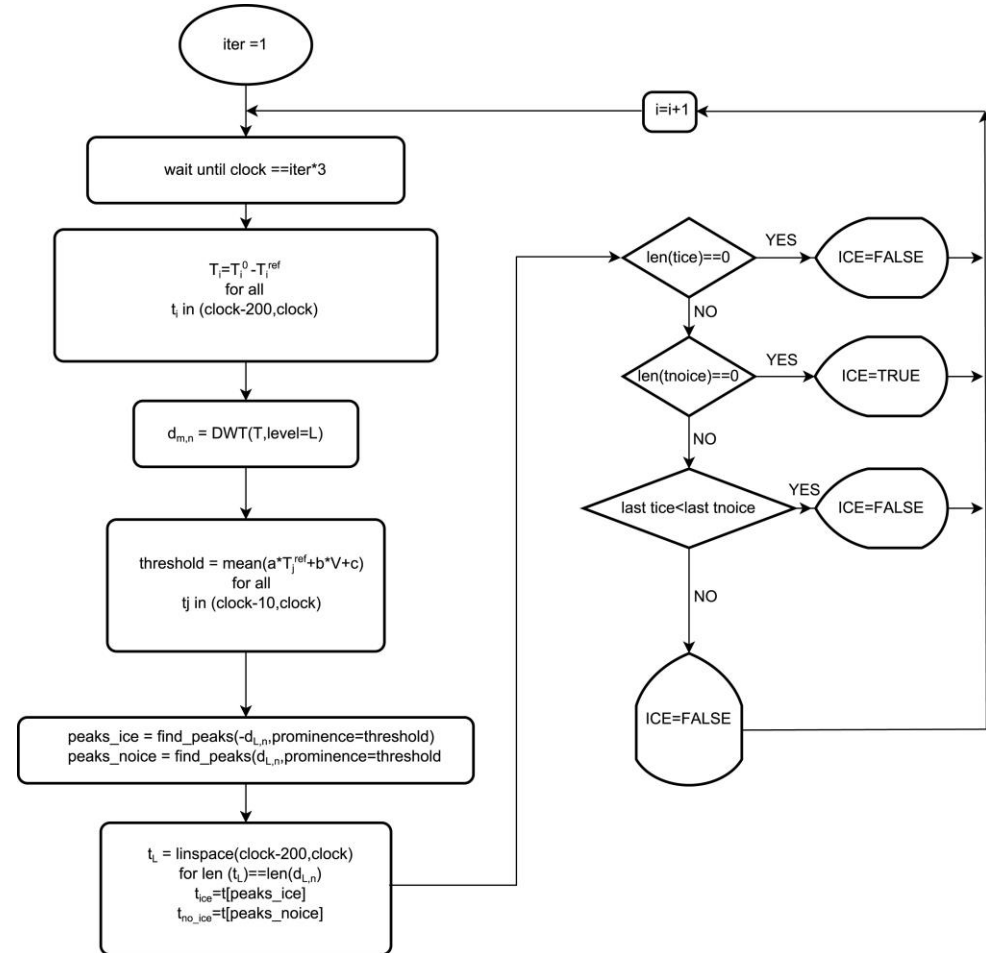 iter =1
i=i+1
wait until clock ==iter*3
T_i=T_i^0-T_i^ref
for all
t_i in (clock-200,clock)
d_m,n = DWT(T,level=L)
threshold = mean(a*T_j^ref+b*V+c)
for all
tj in (clock-10,clock)
peaks_ice = find_peaks(-d_L,n,prominence=threshold)
peaks_noice = find_peaks(d_L,n,prominence=threshold
t_L = linspace(clock-200,clock)
for len (t_L)==len(d_L,n)
t_ice=t[peaks_ice]
t_no_ice=t[peaks_noice]
len(tice)==0
YES
ICE=FALSE
NO
len(tnoice)==0
YES
ICE=TRUE
NO
last tice<last tnoice
YES
ICE=FALSE
NO
ICE=FALSE